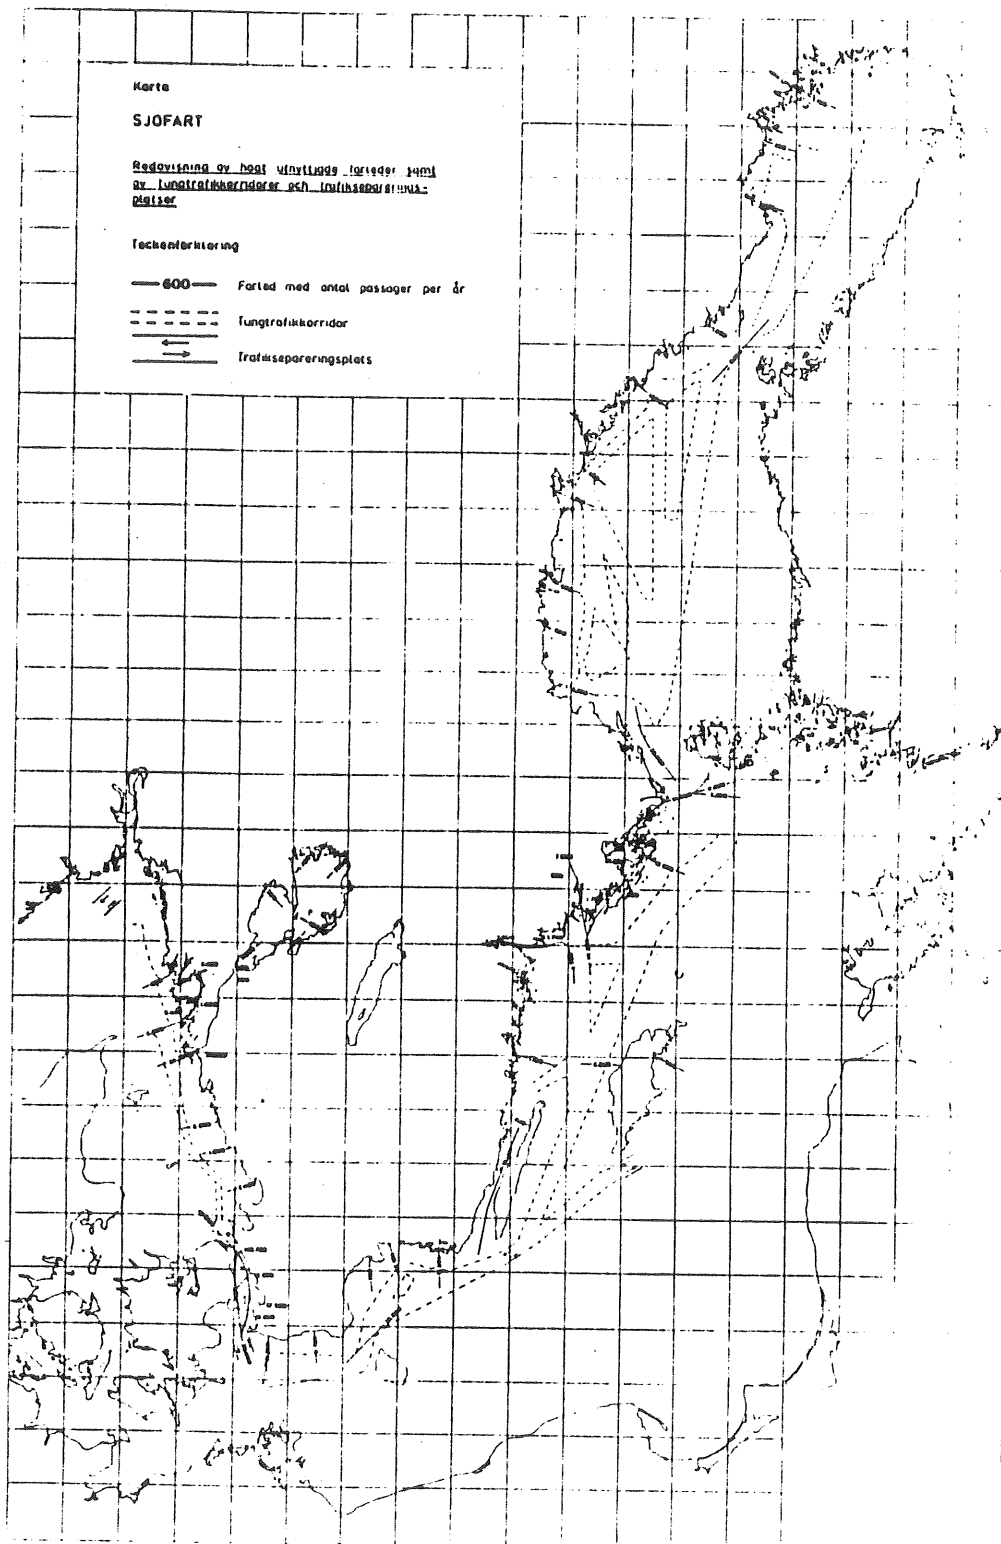 Karta
SJÖFART
Redovisning av högt utnyttjade farleder samt
av tungtrafikkorridorer och trafikseparerings-
platser
Teckenförklaring
600 Farled med antal passager per år
Tungtrafikkorridor
Trafiksepareringsplats